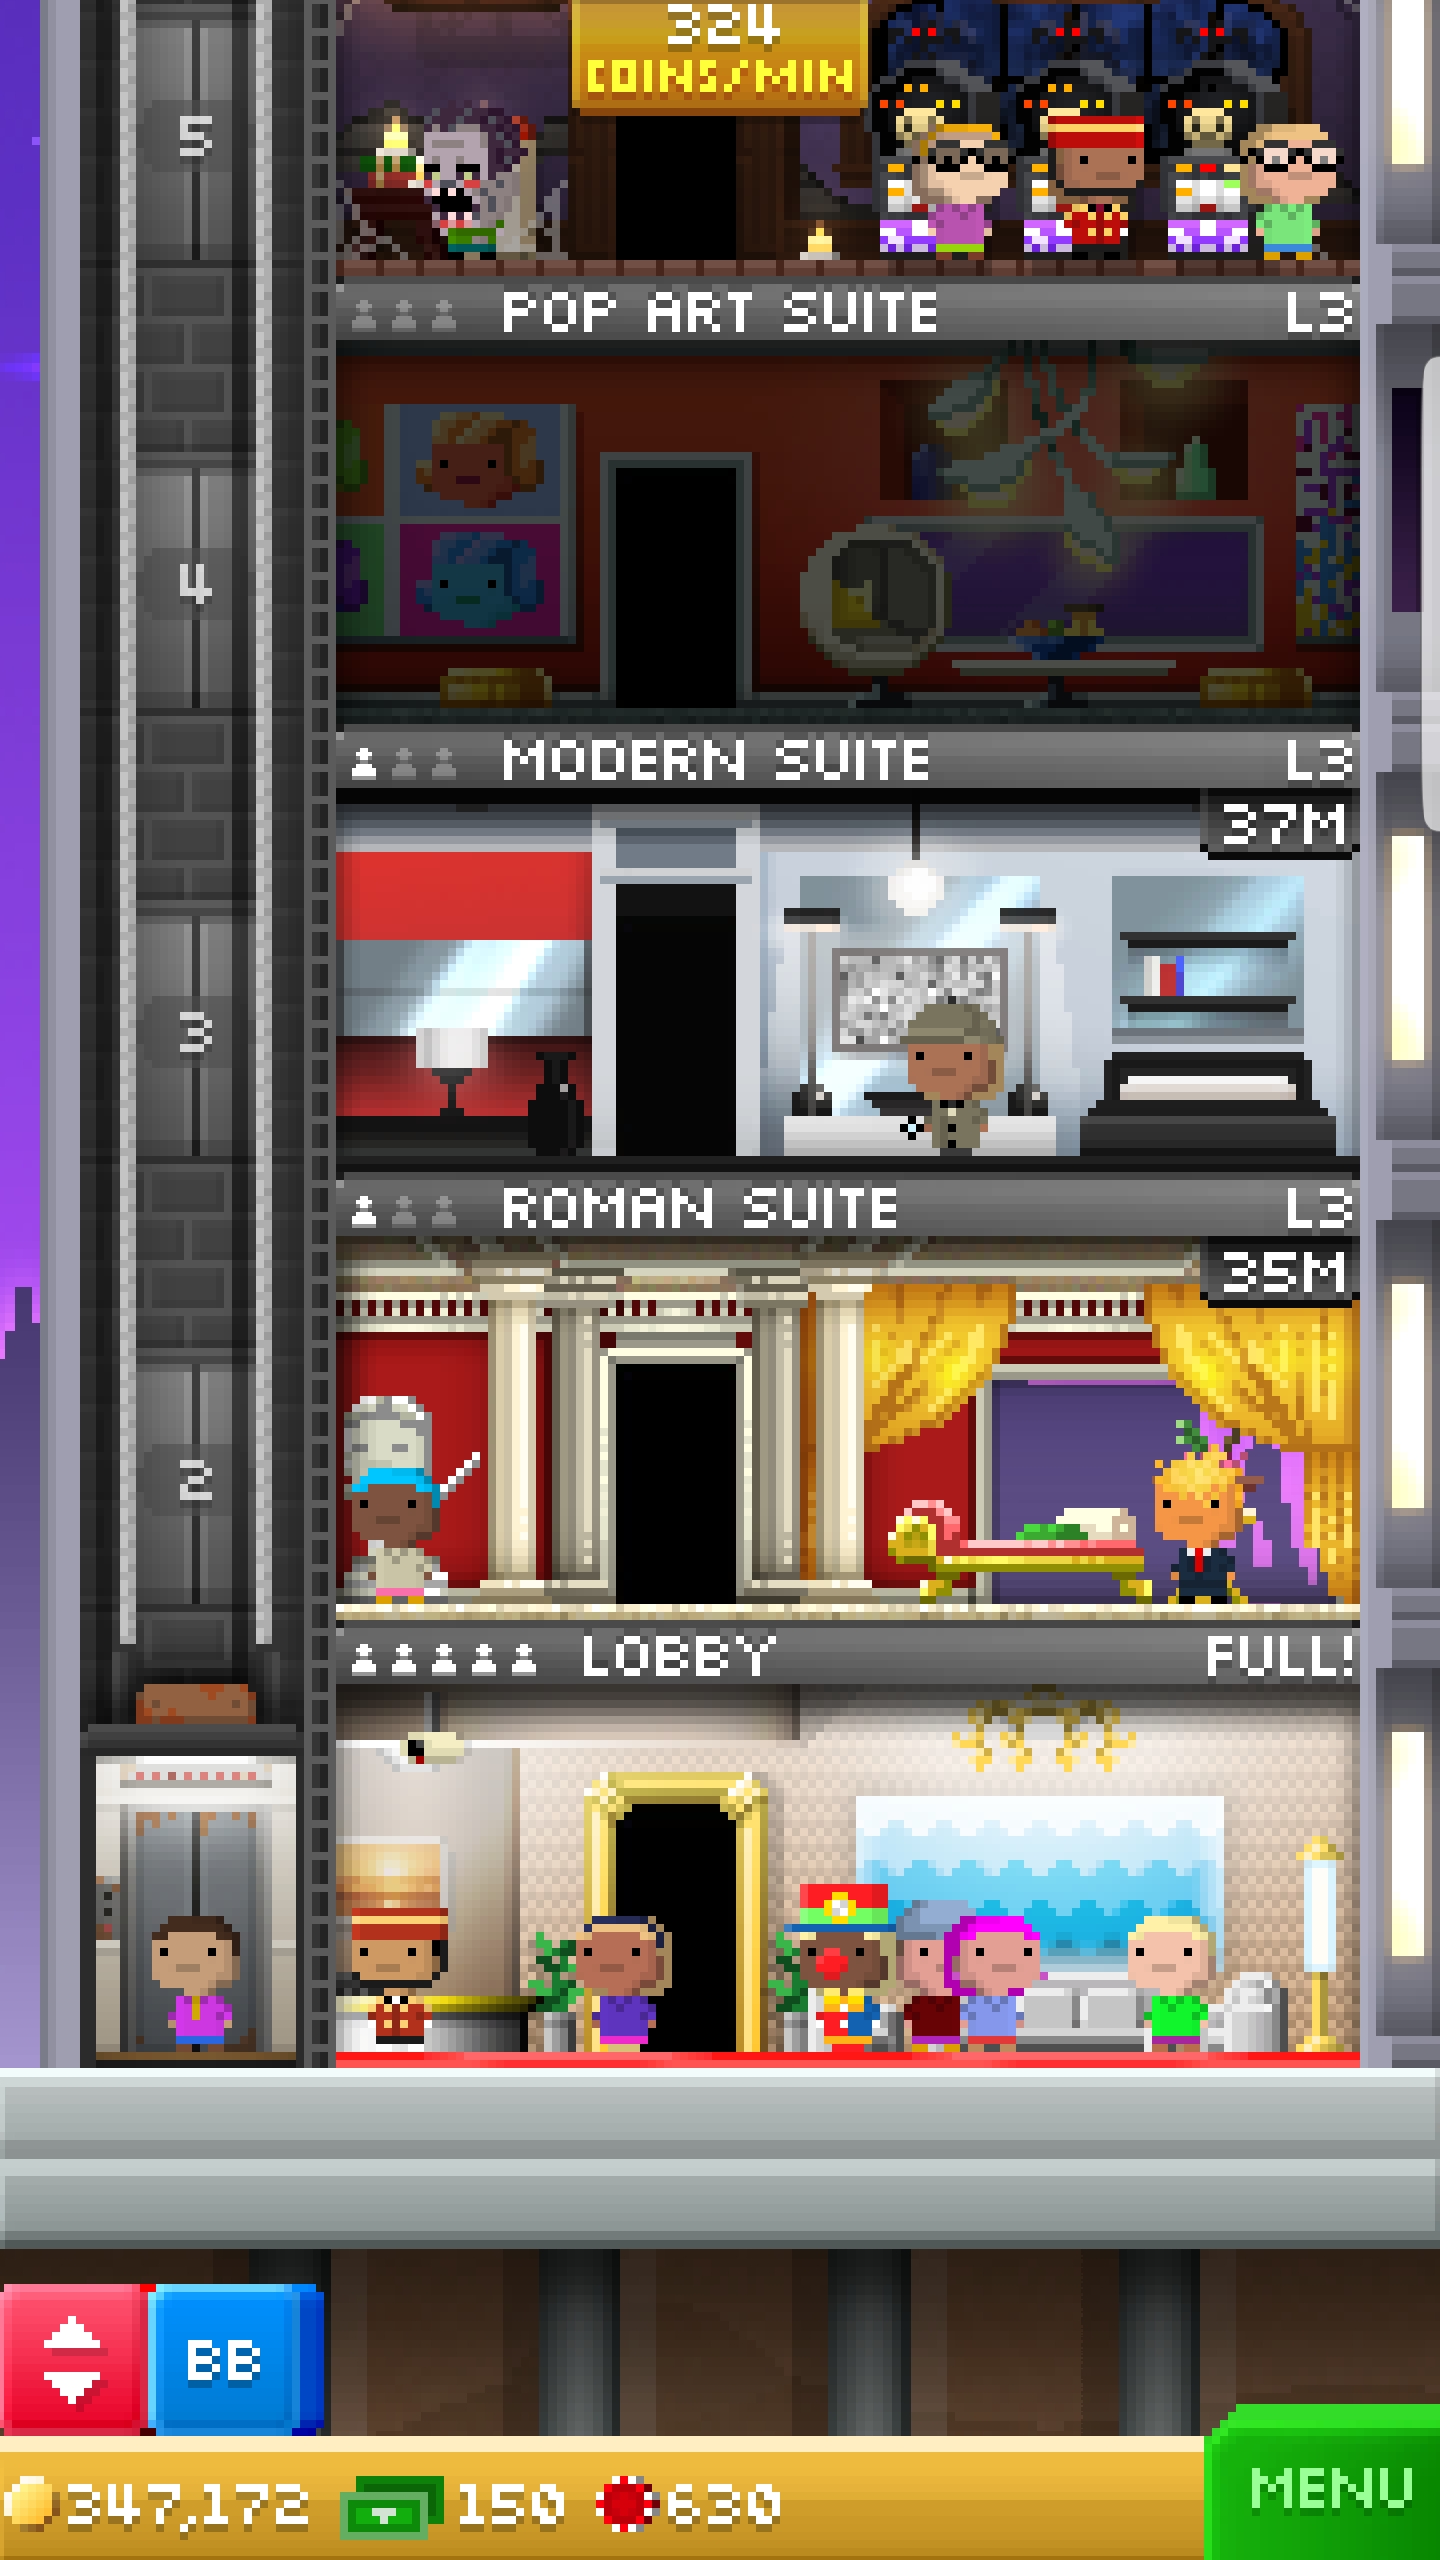 324
COINS/MIN
5
POP ART SUITE L3
4
MODERN SUITE L3
37M
3
ROMAN SUITE L3
35M
2
LOBBY FULL!
BB
MENU
347,172 150 630